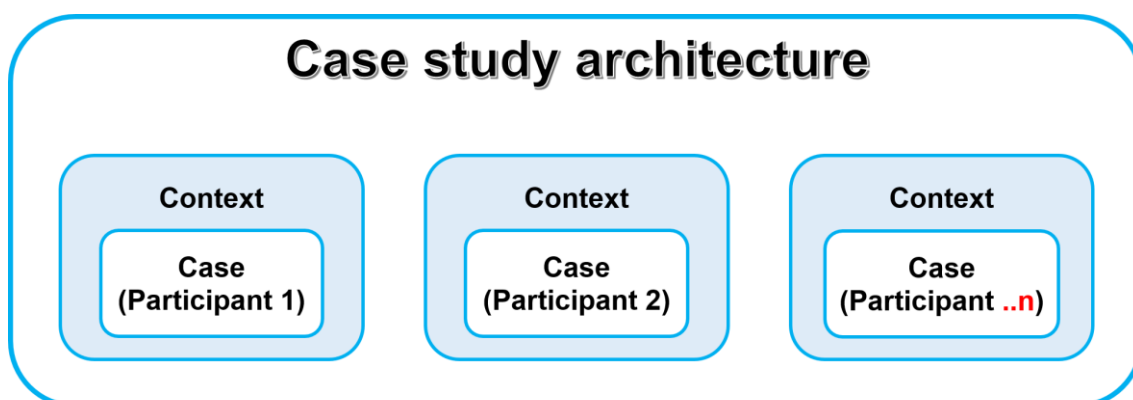 Case study architecture
Context
Case
(Participant 1)
Context
Case
(Participant 2)
Context
Case
(Participant ..n)